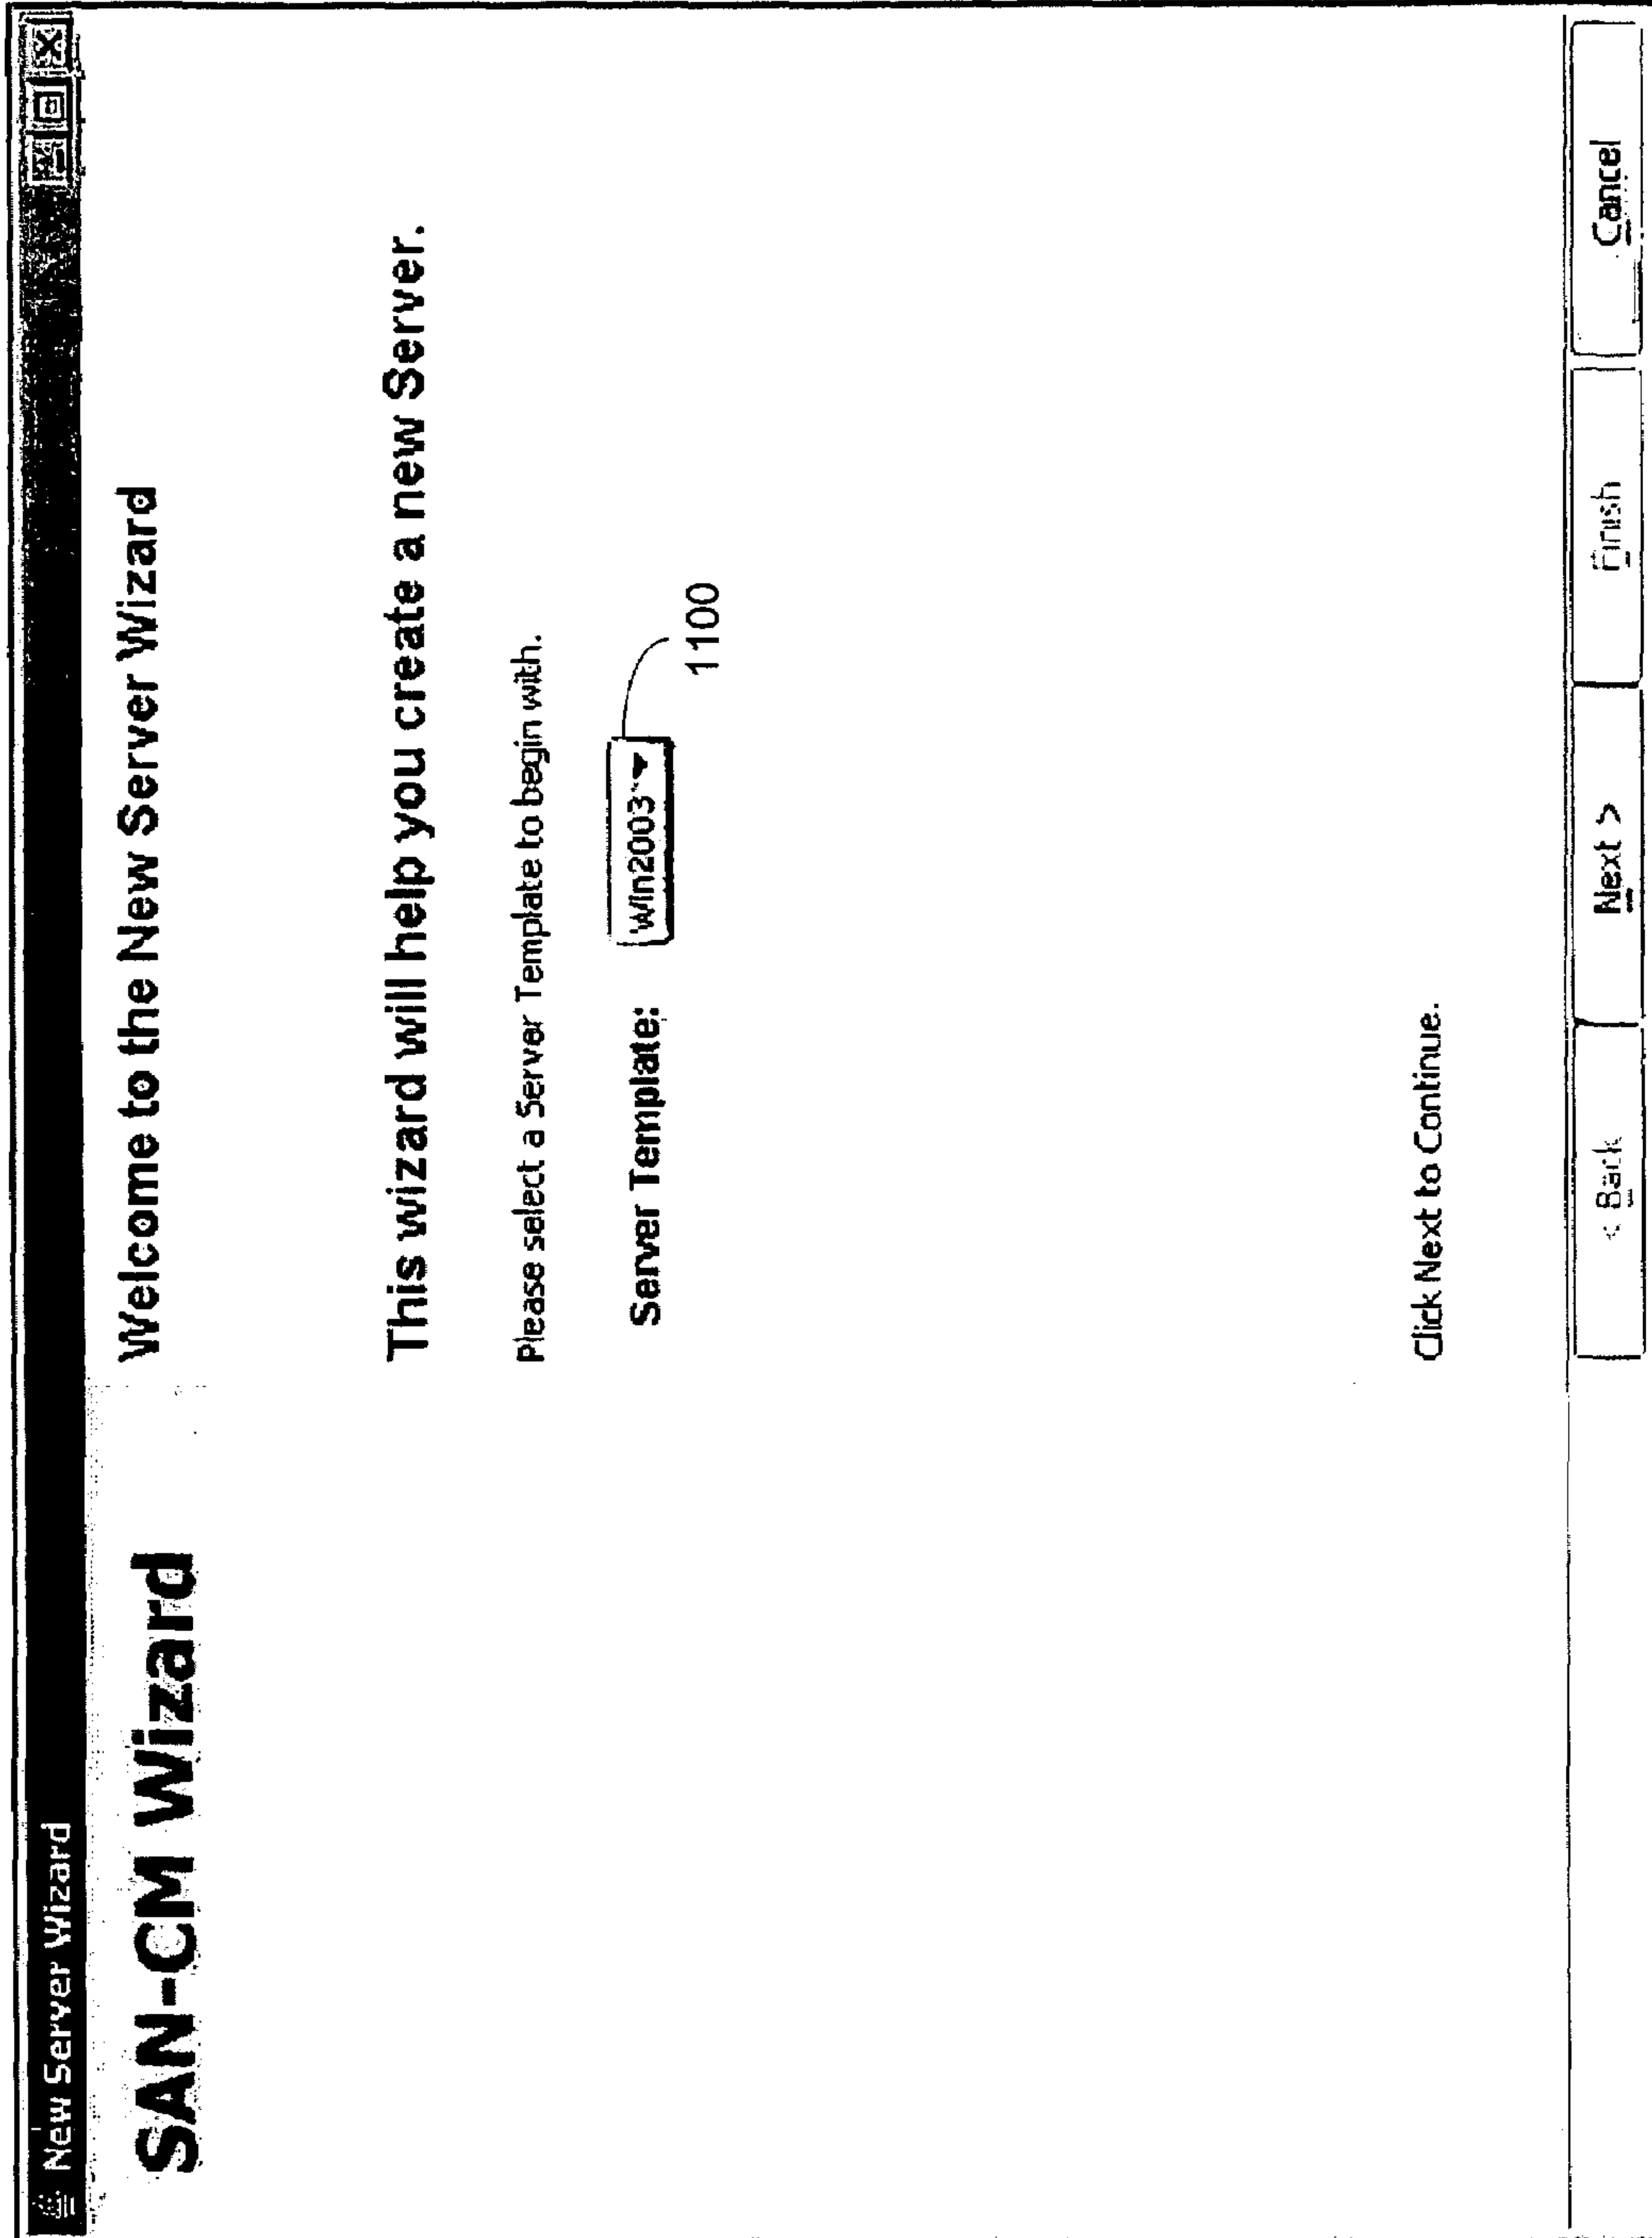 New Server Wizard
SAN-CM Wizard
Welcome to the New Server Wizard
This wizard will help you create a new Server.
Please select a Server Template to begin with.
Server Template: Win2003
1100
Click Next to Continue.
< Back Next > Finish Cancel